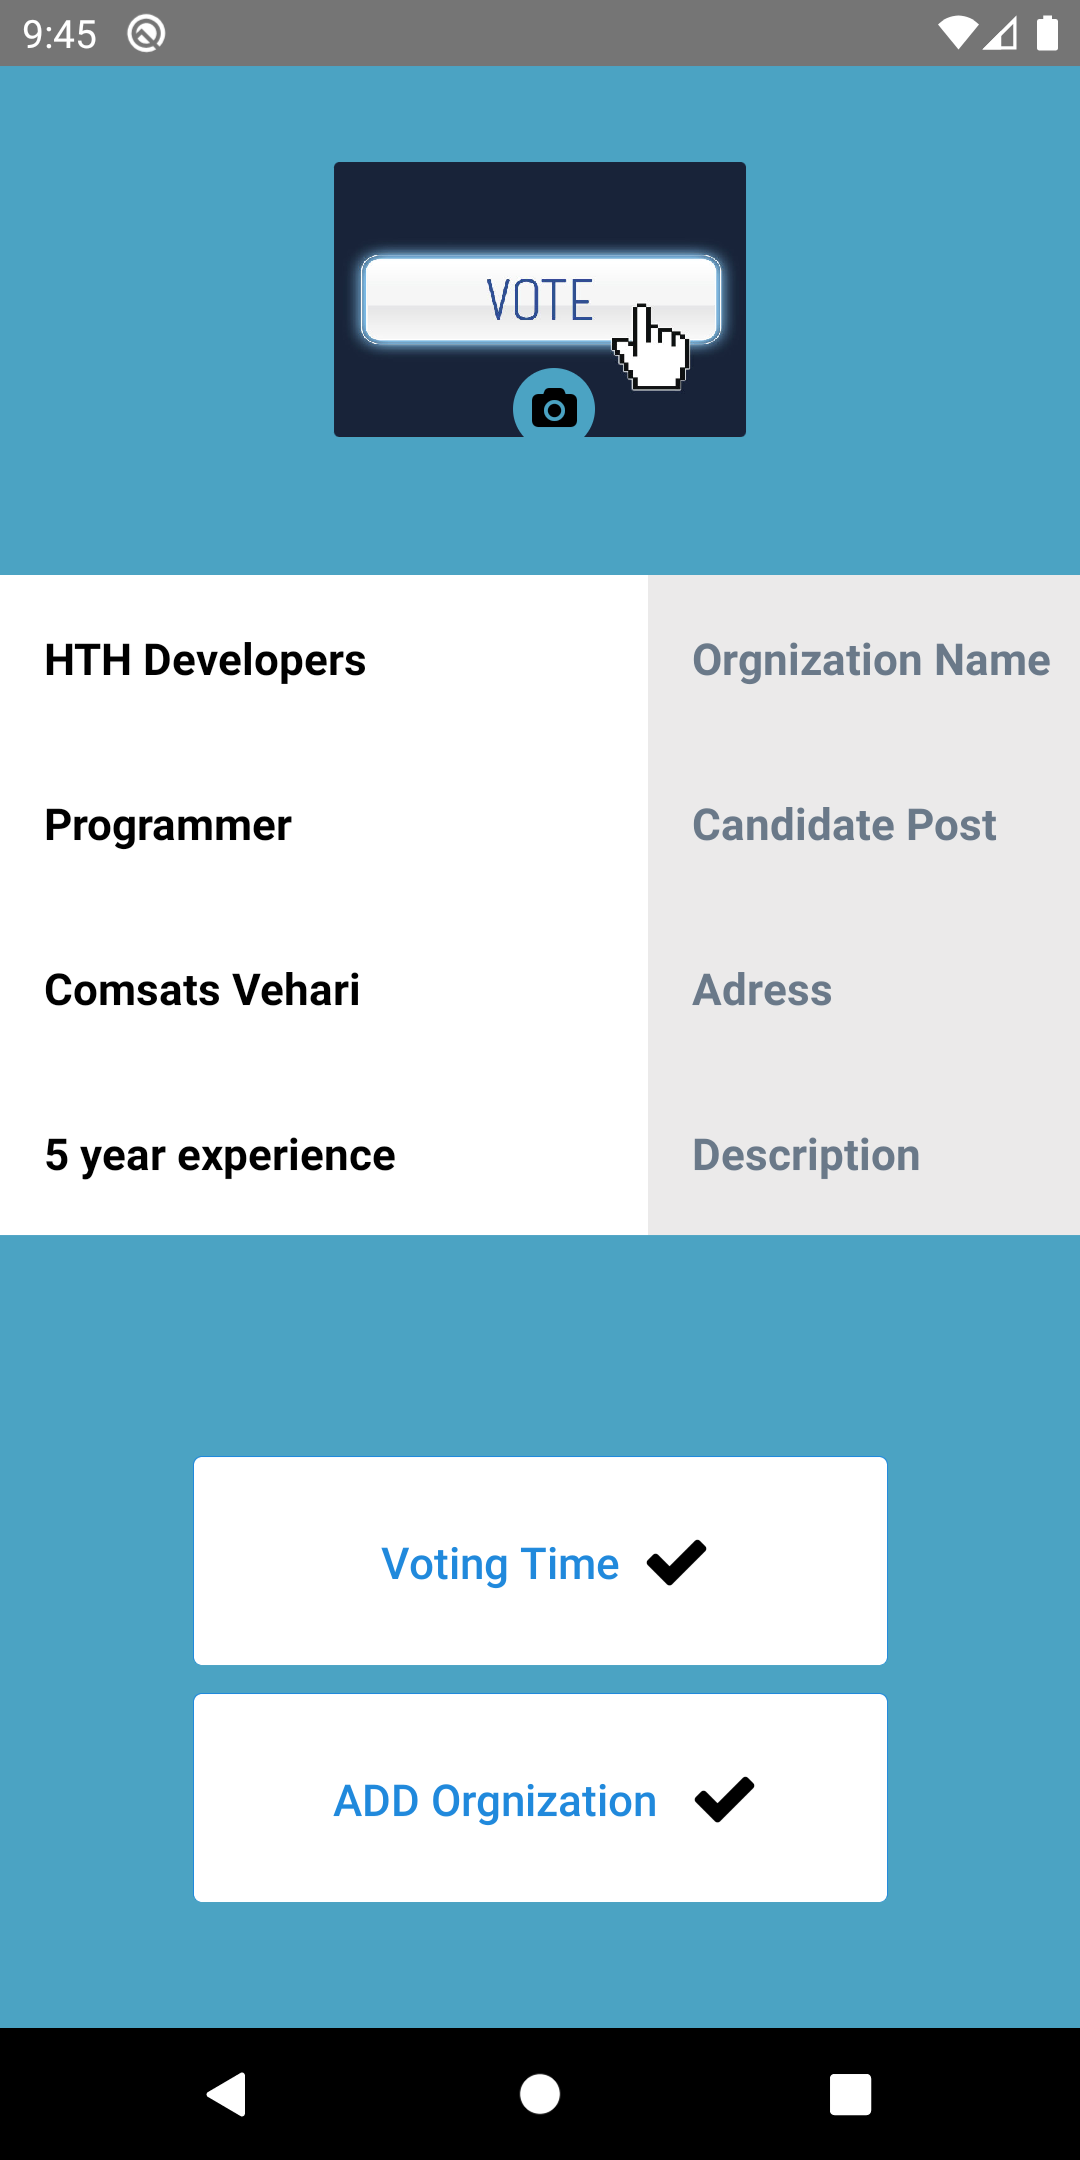 9:45
VOTE
HTH Developers Orgnization Name
Programmer Candidate Post
Comsats Vehari Adress
5 year experience Description
Voting Time
ADD Orgnization